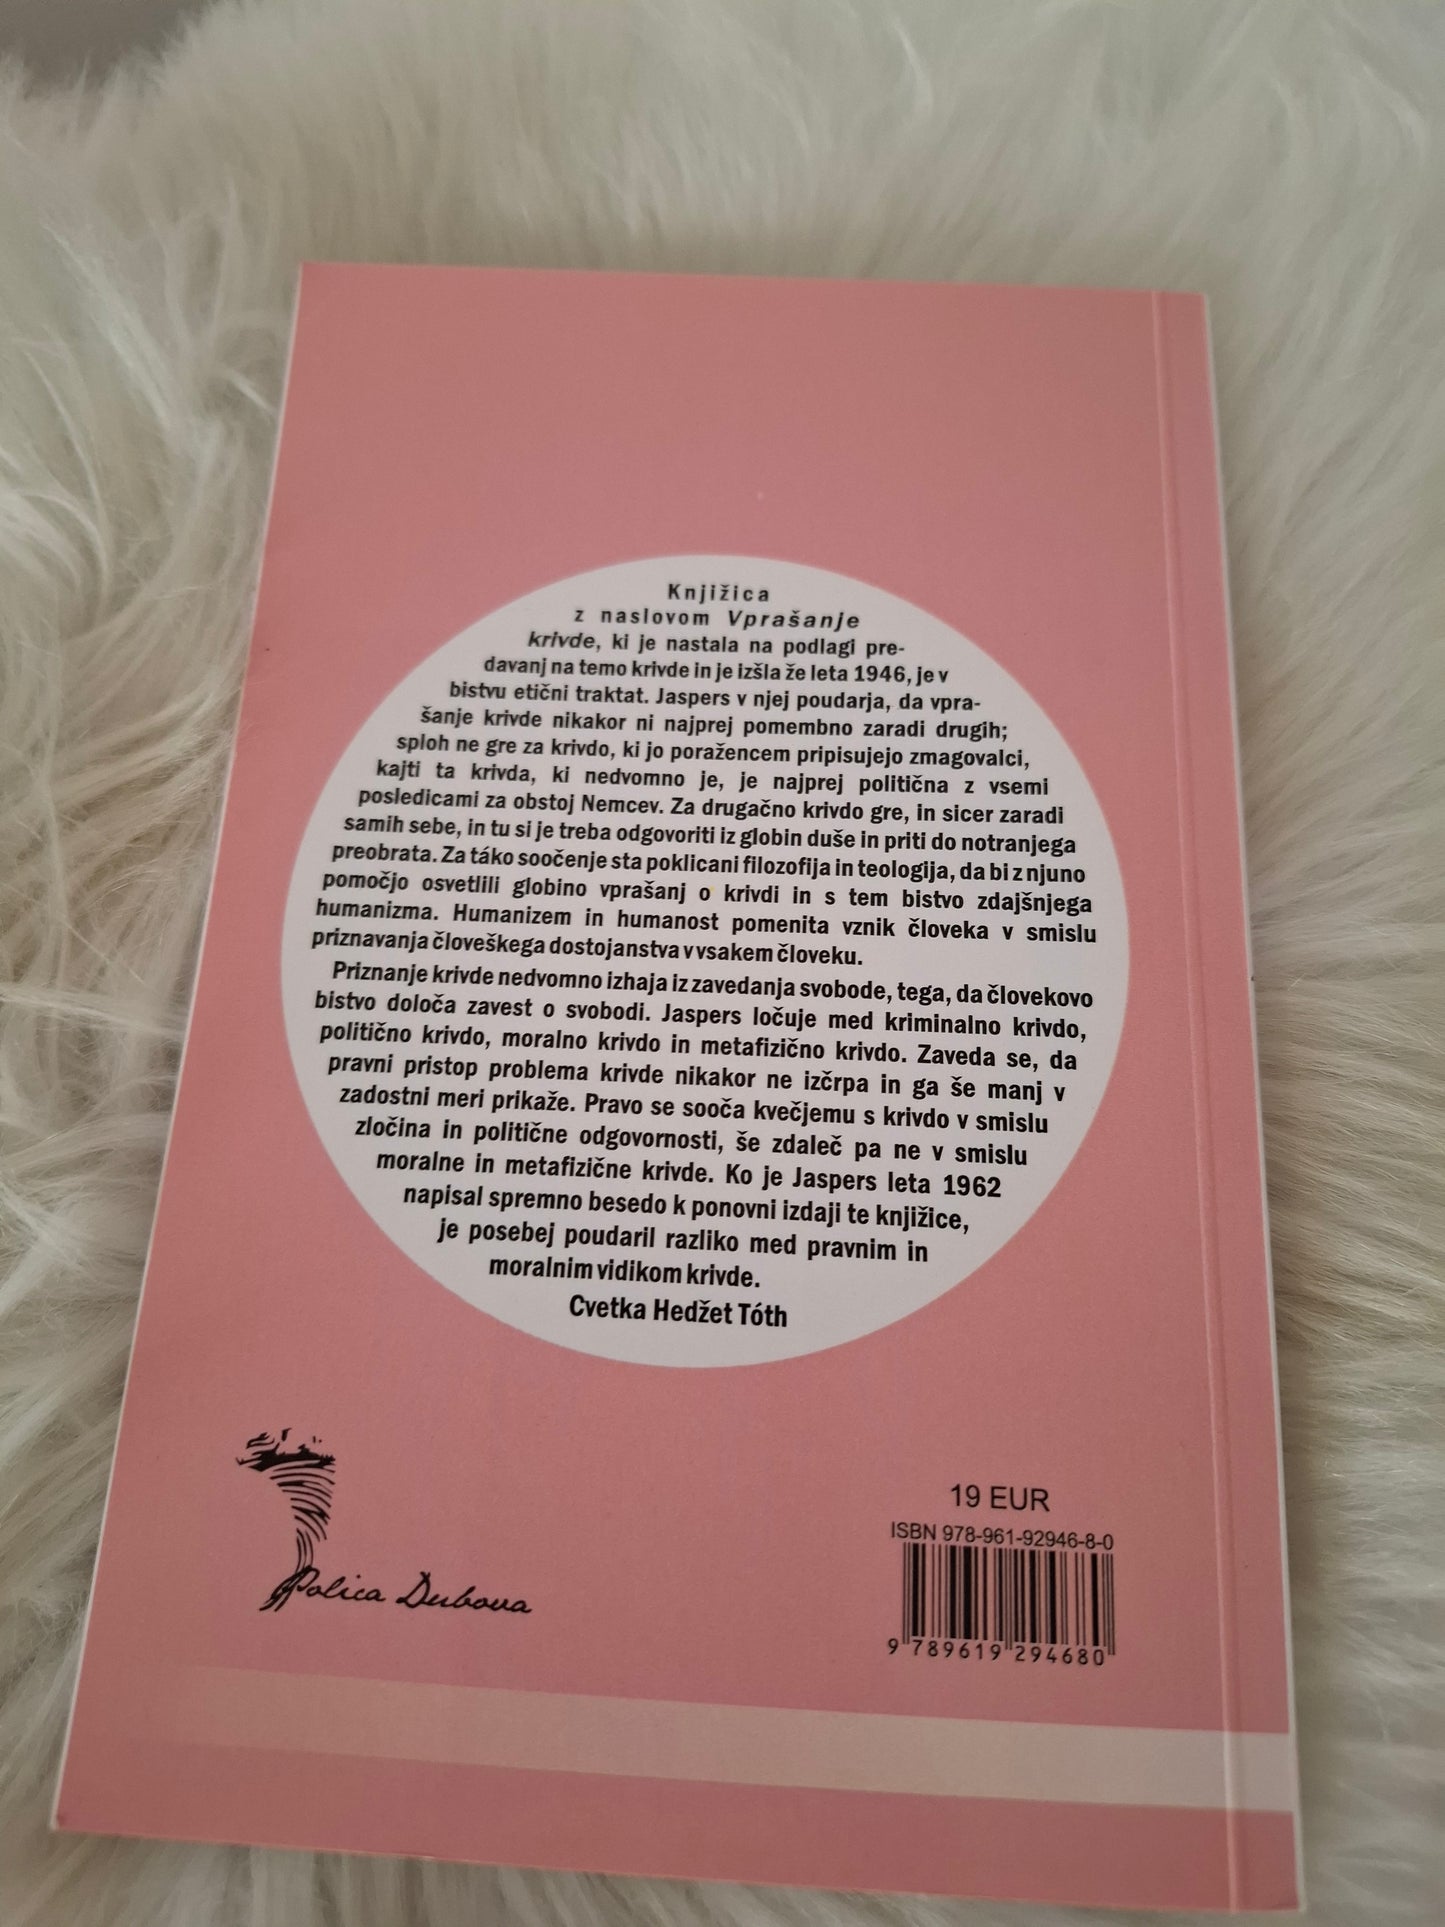 Knjižica
z naslovom Vprašanje
krivde, ki je nastala na podlagi pre-
davanj na temo krivde in je izšla že leta 1946, je v
bistvu etični traktat. Jaspers v njej poudarja, da vpra-
šanje krivde nikakor ni najprej pomembno zaradi drugih;
sploh ne gre za krivdo, ki jo poražencem pripisujejo zmagovalci,
kajti ta krivda, ki nedvomno je, je najprej politična z vsemi
posledicami za obstoj Nemcev. Za drugačno krivdo gre, in sicer zaradi
samih sebe, in tu si je treba odgovoriti iz globin duše in priti do notranjega
preobrata. Za táko soočenje sta poklicani filozofija in teologija, da bi z njuno
pomočjo osvetlili globino vprašanj o krivdi in s tem bistvo zdajšnjega
humanizma. Humanizem in humanost pomenita vznik človeka v smislu
priznavanja človeškega dostojanstva v vsakem človeku.
Priznanje krivde nedvomno izhaja iz zavedanja svobode, tega, da človekovo
bistvo določa zavest o svobodi. Jaspers ločuje med kriminalno krivdo,
politično krivdo, moralno krivdo in metafizično krivdo. Zaveda se, da
pravni pristop problema krivde nikakor ne izčrpa in ga še manj v
zadostni meri prikaže. Pravo se sooča kvečjemu s krivdo v smislu
zločina in politične odgovornosti, še zdaleč pa ne v smislu
moralne in metafizične krivde. Ko je Jaspers leta 1962
napisal spremno besedo k ponovni izdaji te knjižice,
je posebej poudaril razliko med pravnim in
moralnim vidikom krivde.
Cvetka Hedžet Tóth
Polica Dubova
19 EUR
ISBN 978-961-92946-8-0
9 789619 294680